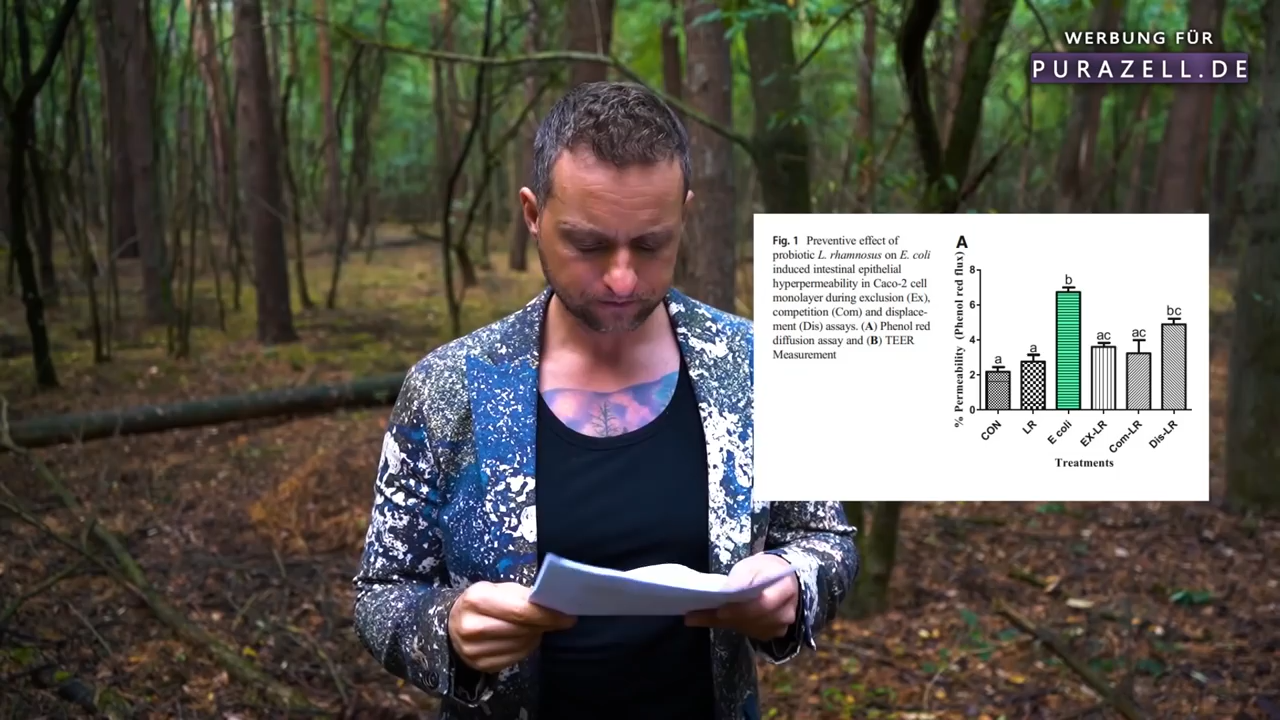 WERBUNG FÜR
PURAZELL.DE
Fig. 1 Preventive effect of
probiotic L. rhamnosus on E. coli
induced intestinal epithelial
hyperpermeability in Caco-2 cell
monolayer during exclusion (Ex),
competition (Com) and displace-
ment (Dis) assays. (A) Phenol red
diffusion assay and (B) TEER
Measurement
A
% Permeability (Phenol red flux)
8
6
4
2
0
a
a
b
ac
ac
bc
CON
LR
E coli
EX-LR
Com-LR
Dis-LR
Treatments